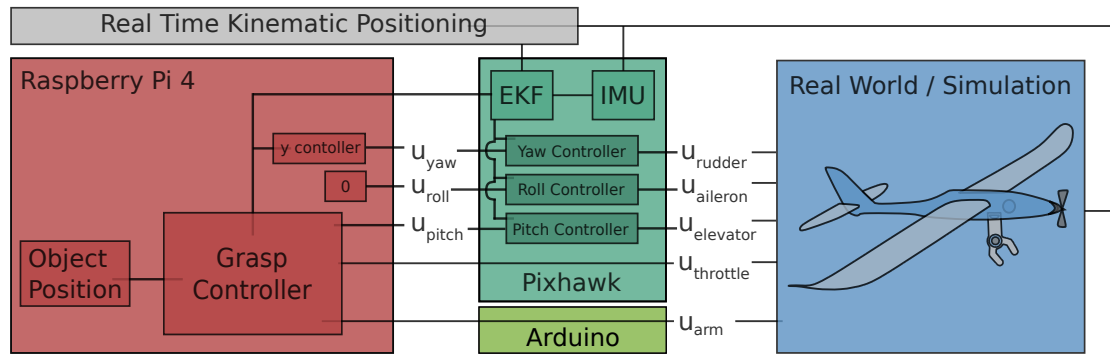 Real Time Kinematic Positioning
Raspberry Pi 4
EKF
IMU
Real World / Simulation
y contoller
u_yaw
Yaw Controller
u_rudder
0
u_roll
Roll Controller
u_aileron
u_pitch
Pitch Controller
u_elevator
Object
Position
Grasp
Controller
u_throttle
Pixhawk
u_arm
Arduino